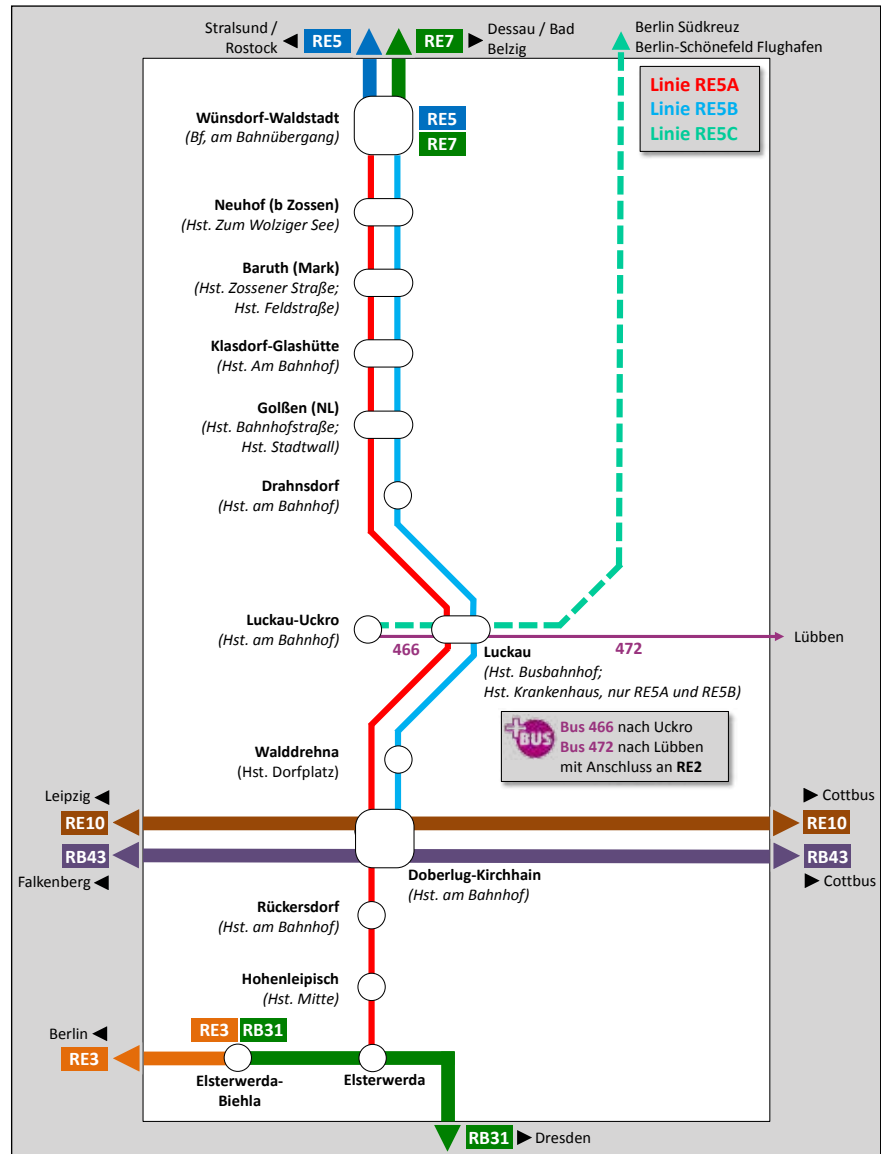 Stralsund /
Rostock ◄ RE5
RE7 ► Dessau / Bad
Belzig
Berlin Südkreuz
Berlin-Schönefeld Flughafen
Linie RE5A
Linie RE5B
Linie RE5C
Wünsdorf-Waldstadt
(Bf, am Bahnübergang)
RE5
RE7
Neuhof (b Zossen)
(Hst. Zum Wolziger See)
Baruth (Mark)
(Hst. Zossener Straße;
Hst. Feldstraße)
Klasdorf-Glashütte
(Hst. Am Bahnhof)
Golßen (NL)
(Hst. Bahnhofstraße;
Hst. Stadtwall)
Drahnsdorf
(Hst. am Bahnhof)
Luckau-Uckro
(Hst. am Bahnhof)
466
472
Lübben
Luckau
(Hst. Busbahnhof;
Hst. Krankenhaus, nur RE5A und RE5B)
+BUS
Bus 466 nach Uckro
Bus 472 nach Lübben
mit Anschluss an RE2
Walddrehna
(Hst. Dorfplatz)
Leipzig ◄
RE10
► Cottbus
RE10
RB43
Falkenberg ◄
RB43
► Cottbus
Doberlug-Kirchhain
(Hst. am Bahnhof)
Rückersdorf
(Hst. am Bahnhof)
Hohenleipisch
(Hst. Mitte)
Berlin ◄
RE3
RE3 RB31
Elsterwerda-
Biehla
Elsterwerda
RB31 ► Dresden